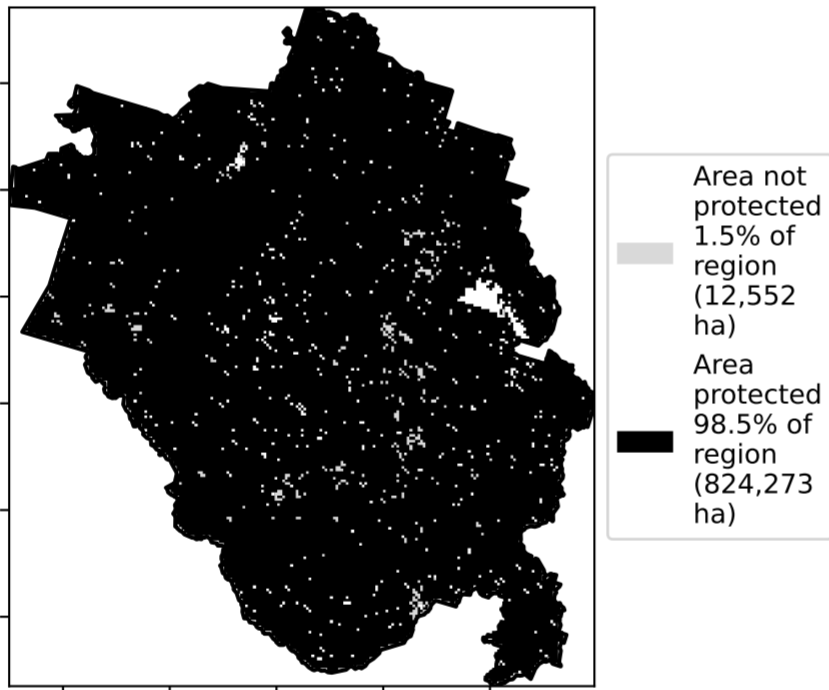 Area not
protected
1.5% of
region
(12,552
ha)
Area
protected
98.5% of
region
(824,273
ha)